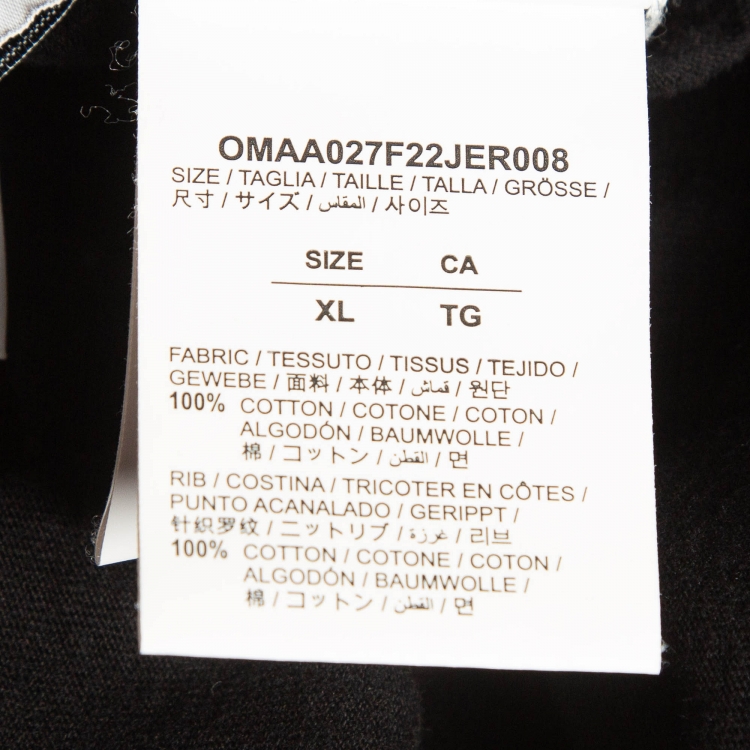 OMAA027F22JER008
SIZE / TAGLIA / TAILLE / TALLA / GRÖSSE /
尺寸 / サイズ / المقاس / 사이즈
SIZE CA
XL TG
FABRIC / TESSUTO / TISSUS / TEJIDO /
GEWEBE / 面料 / 本体 / قماش / 원단
100% COTTON / COTONE / COTON /
ALGODÓN / BAUMWOLLE /
棉 / コットン / القطن / 면
RIB / COSTINA / TRICOTER EN CÔTES /
PUNTO ACANALADO / GERIPPT /
针织罗纹 / ニットリブ / غرزة / 리브
100% COTTON / COTONE / COTON /
ALGODÓN / BAUMWOLLE /
棉 / コットン / القطن / 면